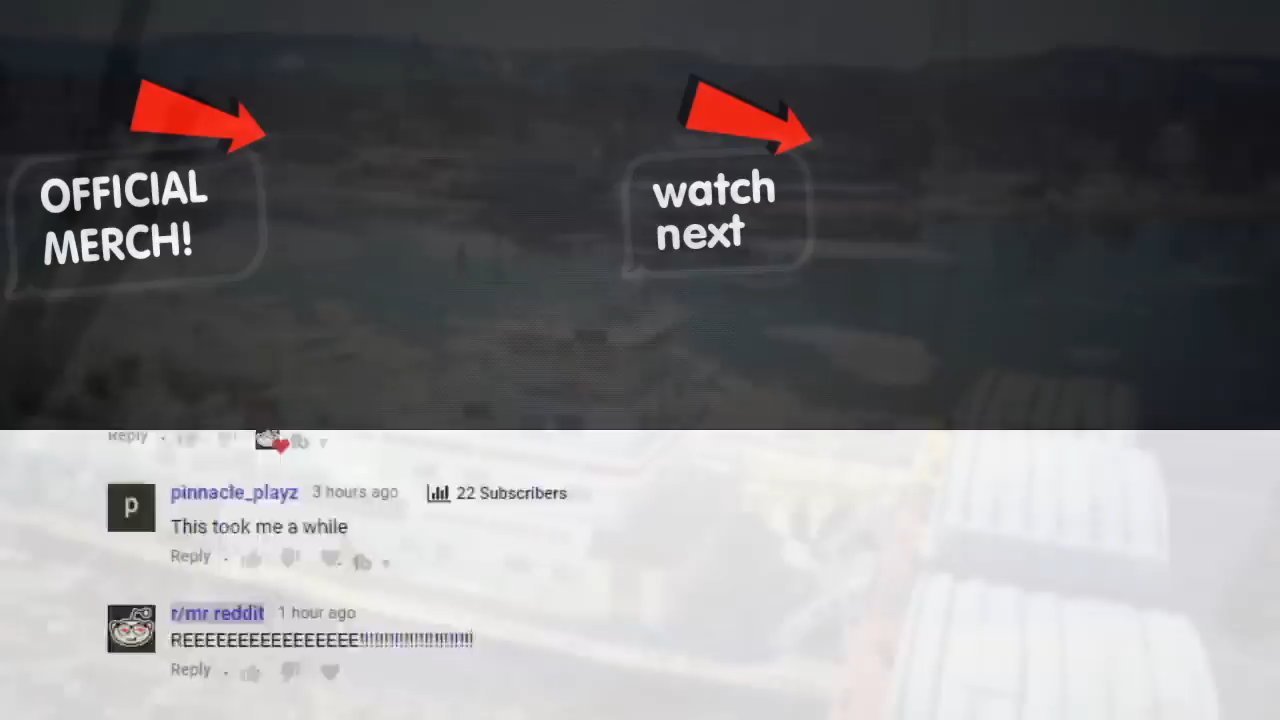 OFFICIAL
MERCH!
watch
next
Reply
p
pinnacle_playz 3 hours ago 22 Subscribers
This took me a while
Reply
r/mr reddit 1 hour ago
REEEEEEEEEEEEEEEE!!!!!!!!!!!!!!!!!!!!!
Reply